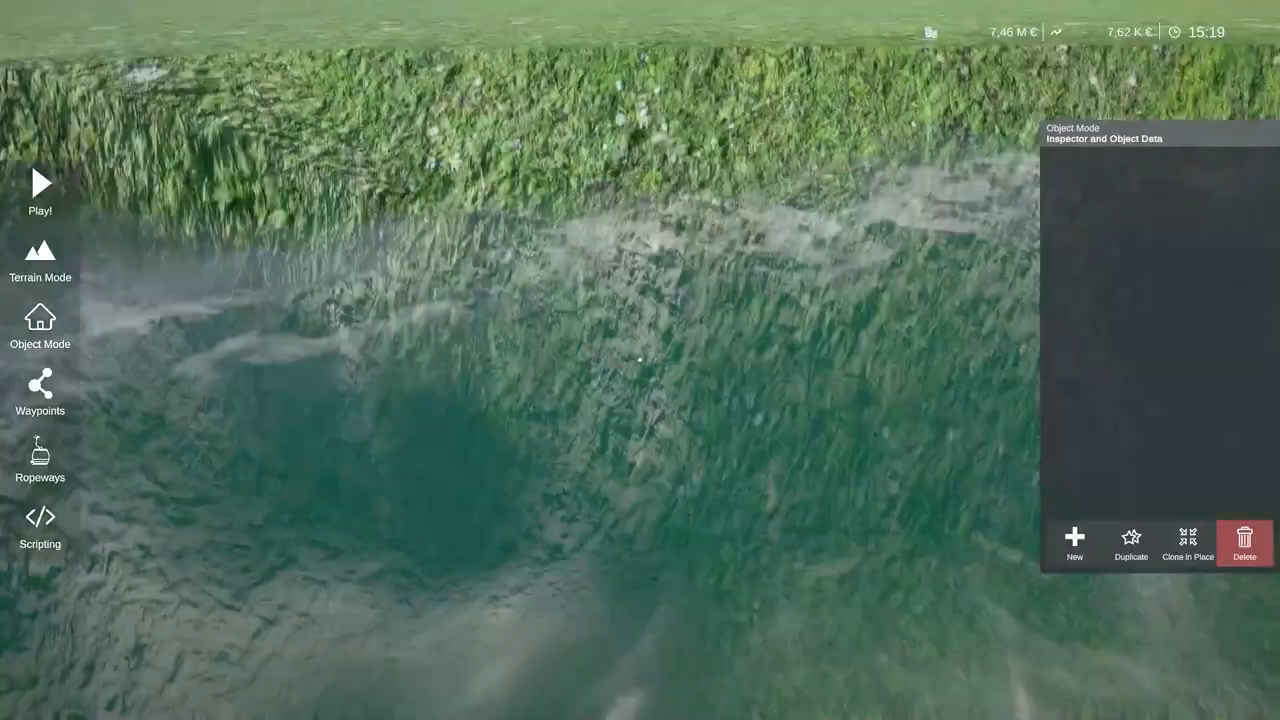 7,46 M €
7,62 K €
15:19
Object Mode
Inspector and Object Data
Play!
Terrain Mode
Object Mode
Waypoints
Ropeways
Scripting
New
Duplicate
Clone in Place
Delete